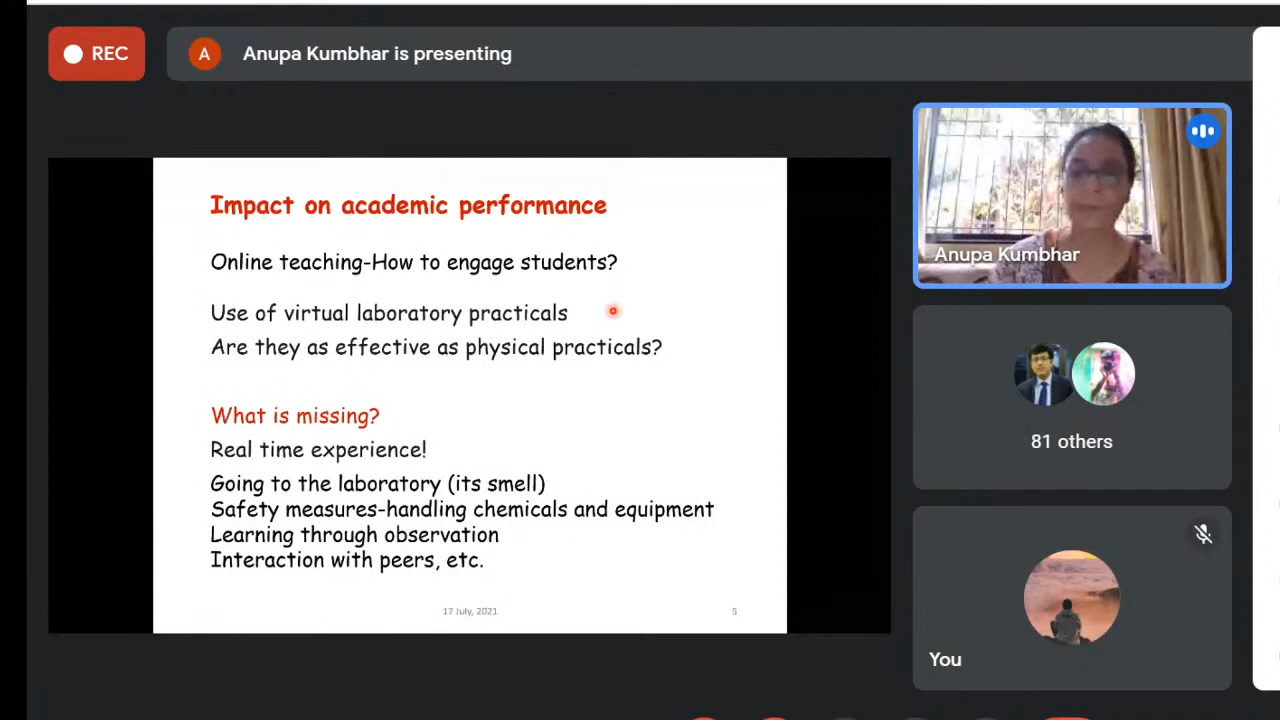 REC
A
Anupa Kumbhar is presenting
Impact on academic performance
Online teaching-How to engage students?
Use of virtual laboratory practicals
Are they as effective as physical practicals?
What is missing?
Real time experience!
Going to the laboratory (its smell)
Safety measures-handling chemicals and equipment
Learning through observation
Interaction with peers, etc.
17 July, 2021
5
Anupa Kumbhar
81 others
You